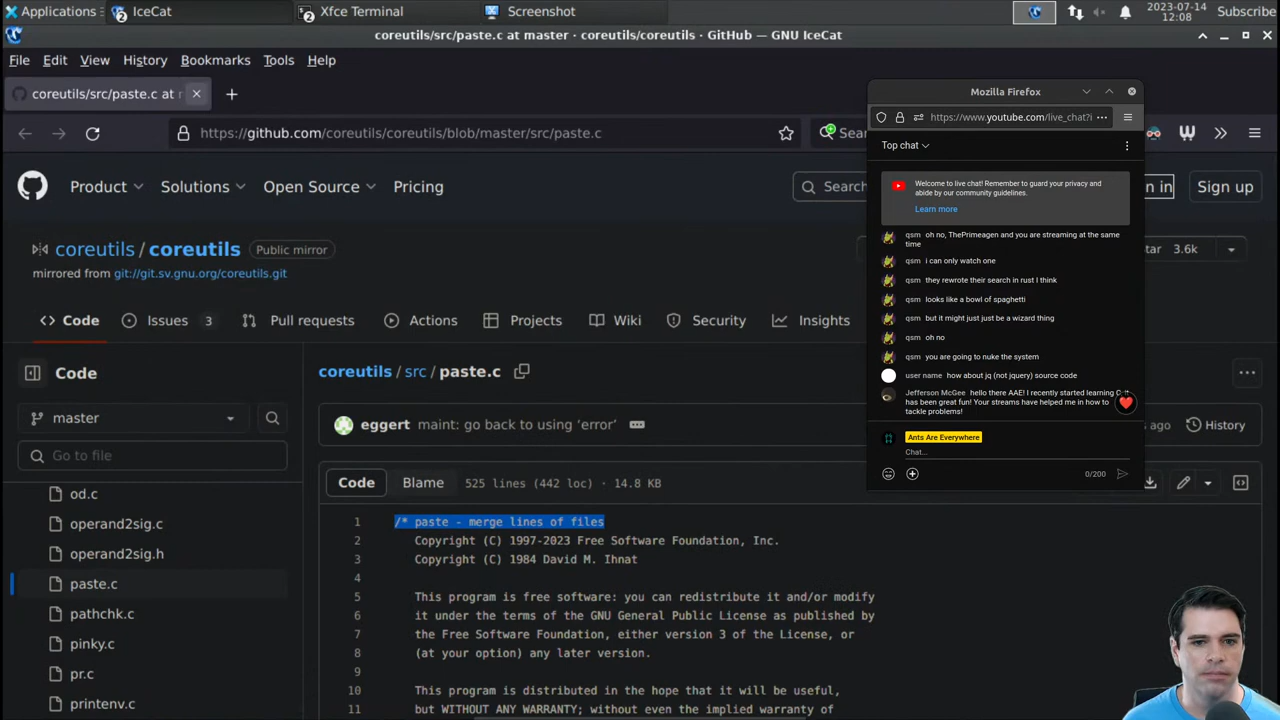 Applications
2 IceCat
2 Xfce Terminal
Screenshot
2023-07-14
12:08
Subscribe
coreutils/src/paste.c at master · coreutils/coreutils · GitHub — GNU IceCat
File Edit View History Bookmarks Tools Help
coreutils/src/paste.c at r
https://github.com/coreutils/coreutils/blob/master/src/paste.c
Sear
Product Solutions Open Source Pricing
Search
n in
Sign up
coreutils / coreutils Public mirror
mirrored from git://git.sv.gnu.org/coreutils.git
tar 3.6k
Code Issues 3 Pull requests Actions Projects Wiki Security Insights
Code
master
Go to file
od.c
operand2sig.c
operand2sig.h
paste.c
pathchk.c
pinky.c
pr.c
printenv.c
coreutils / src / paste.c
eggert maint: go back to using ‘error’
ago
History
Code Blame 525 lines (442 loc) · 14.8 KB
1 /* paste - merge lines of files
2 Copyright (C) 1997-2023 Free Software Foundation, Inc.
3 Copyright (C) 1984 David M. Ihnat
4
5 This program is free software: you can redistribute it and/or modify
6 it under the terms of the GNU General Public License as published by
7 the Free Software Foundation, either version 3 of the License, or
8 (at your option) any later version.
9
10 This program is distributed in the hope that it will be useful,
11 but WITHOUT ANY WARRANTY; without even the implied warranty of
Mozilla Firefox
https://www.youtube.com/live_chat?i
Top chat
Welcome to live chat! Remember to guard your privacy and
abide by our community guidelines.
Learn more
qsm oh no, ThePrimeagen and you are streaming at the same
time
qsm i can only watch one
qsm they rewrote their search in rust I think
qsm looks like a bowl of spaghetti
qsm but it might just just be a wizard thing
qsm oh no
qsm you are going to nuke the system
user name how about jq (not jquery) source code
Jefferson McGee hello there AAE! I recently started learning C, it
has been great fun! Your streams have helped me in how to
tackle problems!
Ants Are Everywhere
Chat...
0/200